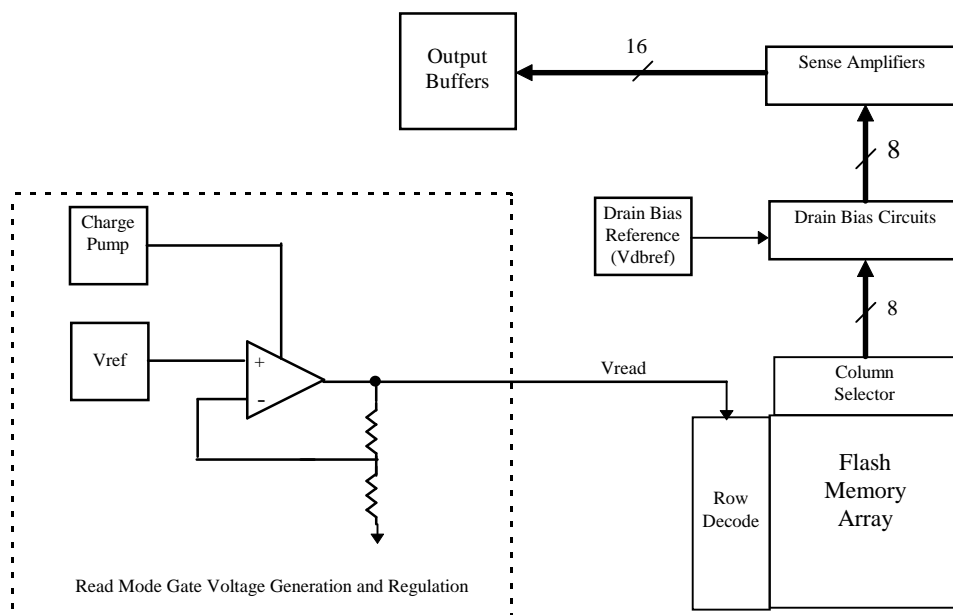 Output
Buffers
16
Sense Amplifiers
8
Charge
Pump
Drain Bias
Reference
(Vdbref)
Drain Bias Circuits
8
Vref
+
-
Vread
Column
Selector
Row
Decode
Flash
Memory
Array
Read Mode Gate Voltage Generation and Regulation